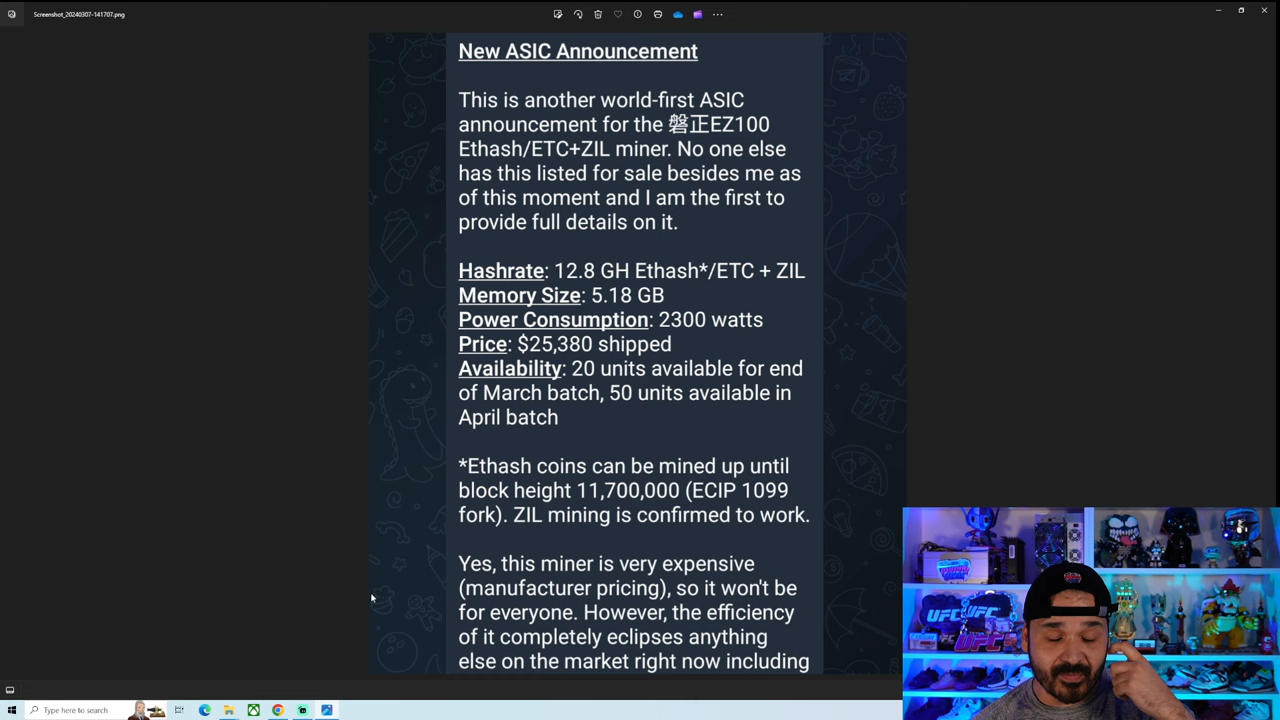 Screenshot_20240307-141707.png
New ASIC Announcement
This is another world-first ASIC
announcement for the 磐正EZ100
Ethash/ETC+ZIL miner. No one else
has this listed for sale besides me as
of this moment and I am the first to
provide full details on it.
Hashrate: 12.8 GH Ethash*/ETC + ZIL
Memory Size: 5.18 GB
Power Consumption: 2300 watts
Price: $25,380 shipped
Availability: 20 units available for end
of March batch, 50 units available in
April batch
*Ethash coins can be mined up until
block height 11,700,000 (ECIP 1099
fork). ZIL mining is confirmed to work.
Yes, this miner is very expensive
(manufacturer pricing), so it won't be
for everyone. However, the efficiency
of it completely eclipses anything
else on the market right now including
UFC
UFC
UFC
Type here to search